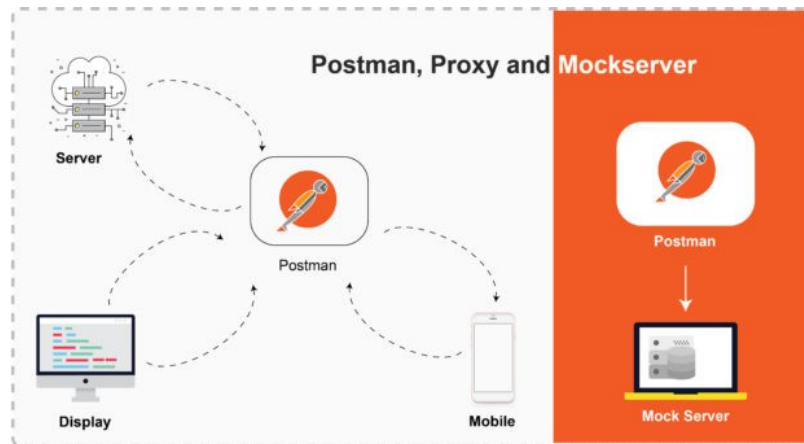 Postman, Proxy and Mockserver
Server
Postman
Postman
Display
Mobile
Mock Server